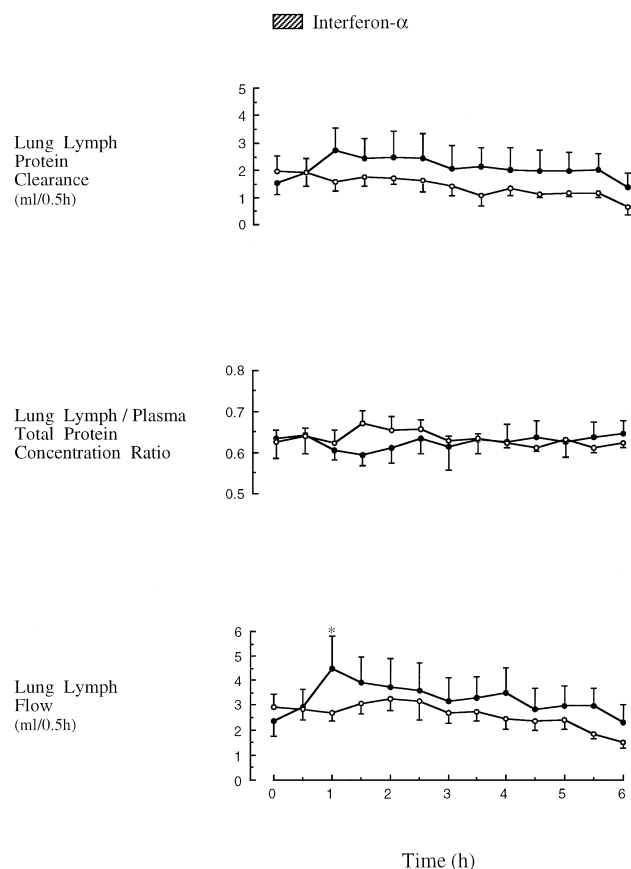 Interferon-α
Lung Lymph
Protein
Clearance
(ml/0.5h)
5
4
3
2
1
0
Lung Lymph / Plasma
Total Protein
Concentration Ratio
0.8
0.7
0.6
0.5
Lung Lymph
Flow
(ml/0.5h)
6
5
4
3
2
1
0
*
0 1 2 3 4 5 6
Time (h)